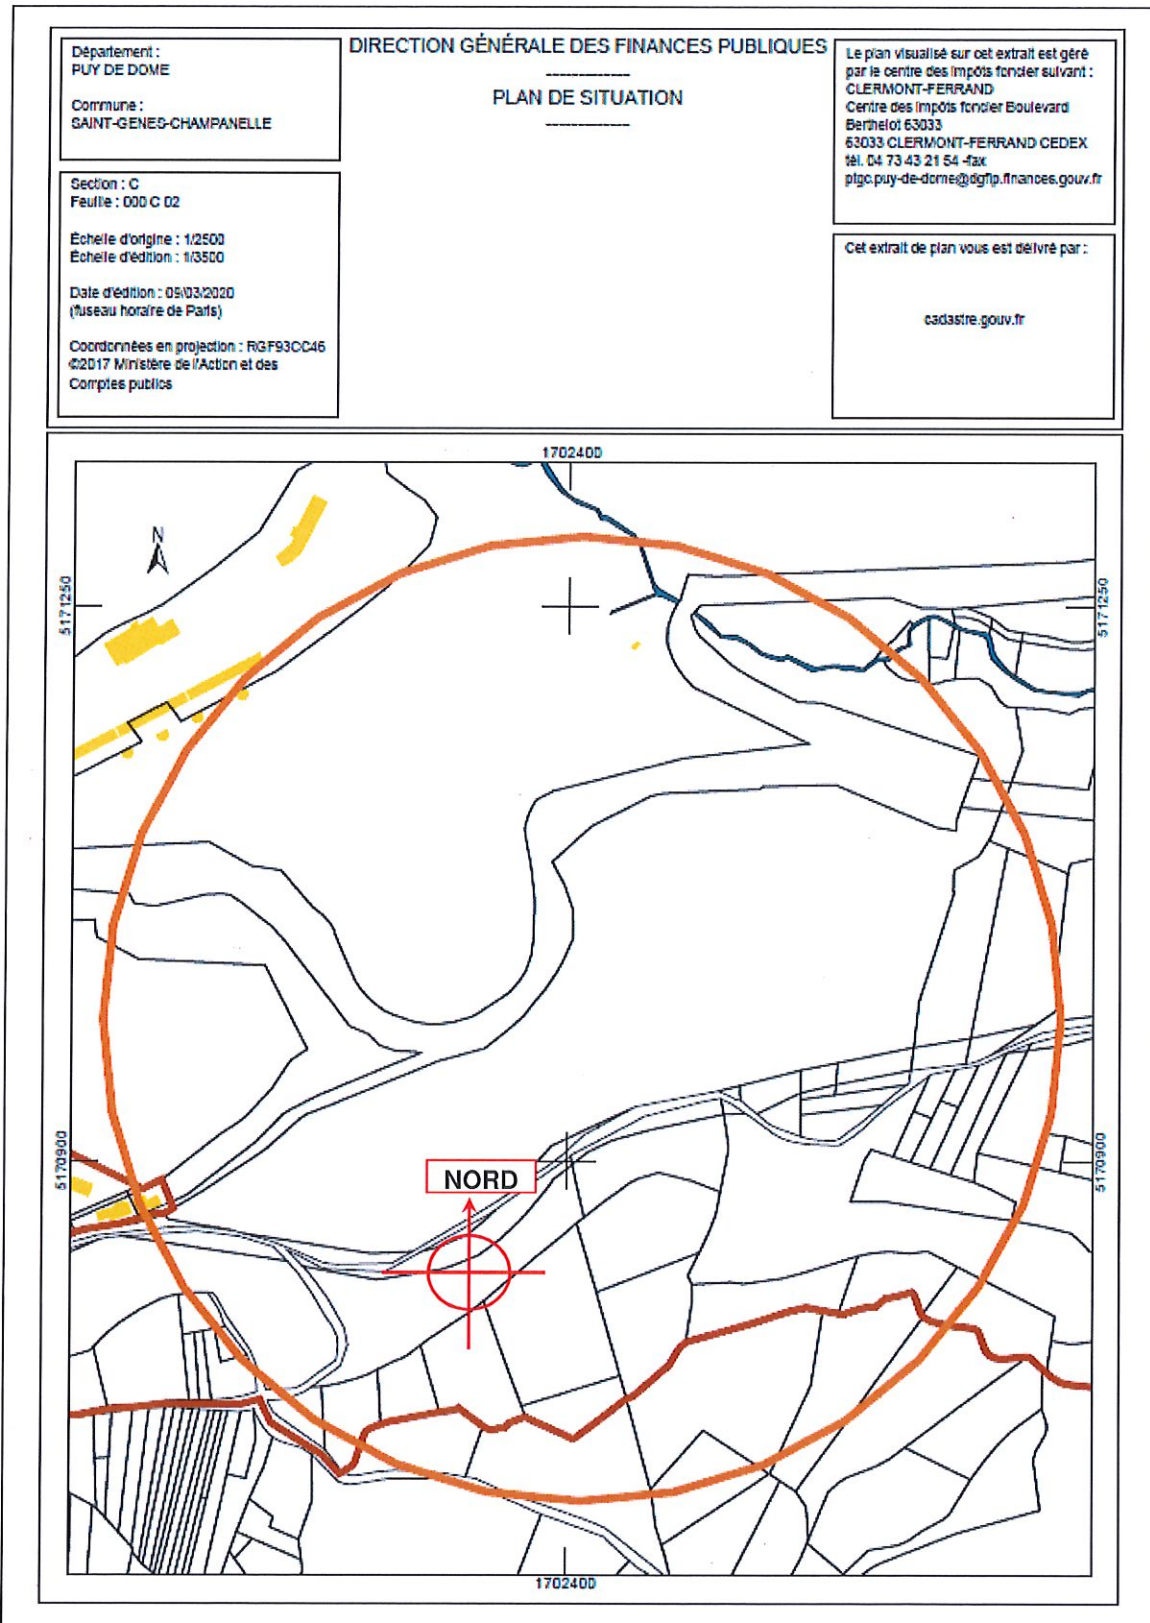 Département :
PUY DE DOME
Commune :
SAINT-GENES-CHAMPANELLE
Section : C
Feuille : 000 C 02
Échelle d'origine : 1/2500
Échelle d'édition : 1/3500
Date d'édition : 09/03/2020
(fuseau horaire de Paris)
Coordonnées en projection : RGF93CC46
©2017 Ministère de l'Action et des
Comptes publics
DIRECTION GÉNÉRALE DES FINANCES PUBLIQUES
--------------
PLAN DE SITUATION
--------------
Le plan visualisé sur cet extrait est géré
par le centre des impôts foncier suivant :
CLERMONT-FERRAND
Centre des Impôts foncier Boulevard
Berthelot 63033
63033 CLERMONT-FERRAND CEDEX
tél. 04 73 43 21 54 -fax
ptgc.puy-de-dome@dgfip.finances.gouv.fr
Cet extrait de plan vous est délivré par :
cadastre.gouv.fr
1702400
N
5171250
5171250
5170900
NORD
5170900
1702400